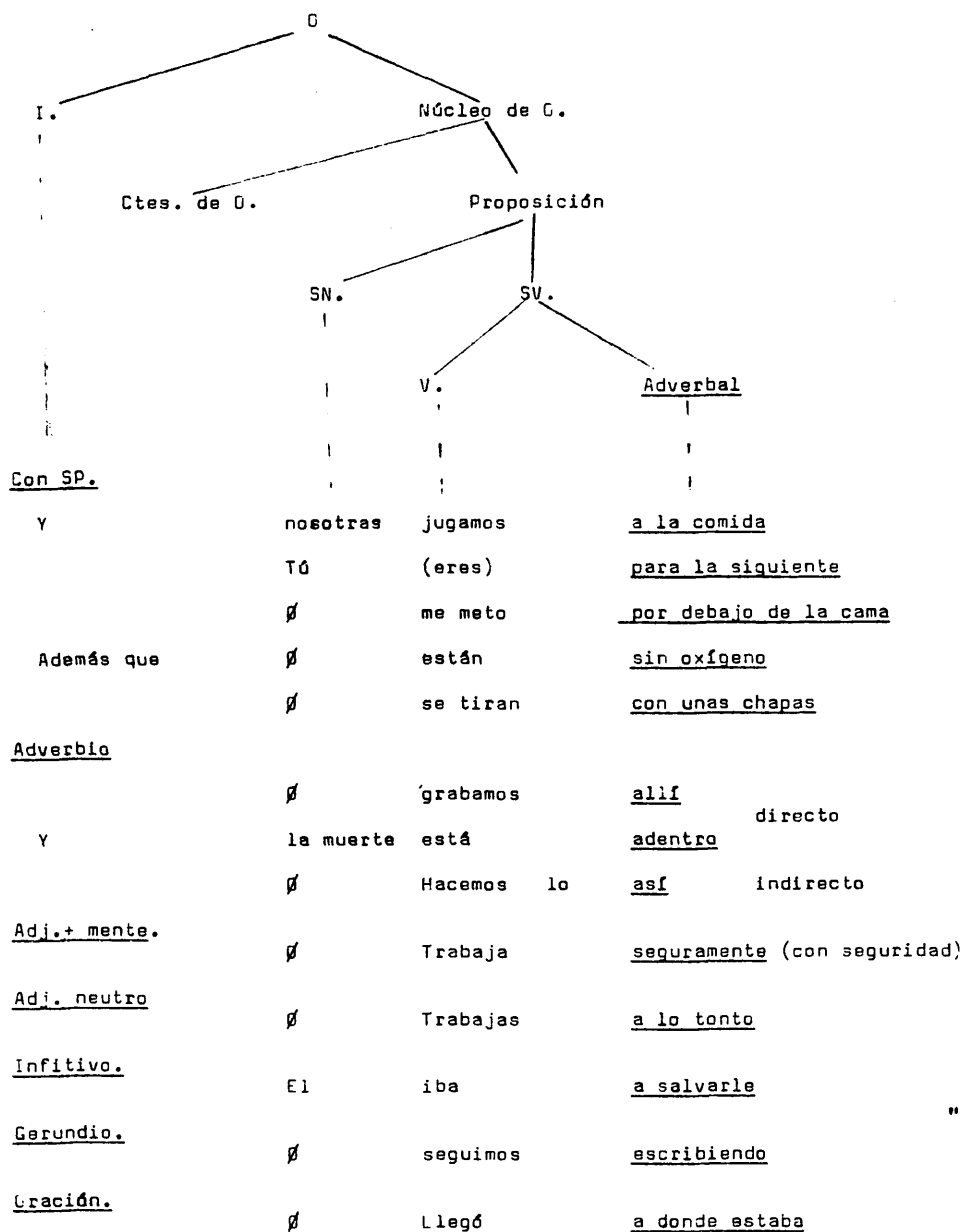 O
I. Núcleo de O.
Ctes. de O. Proposición
SN. SV.
V. Adverbal
Con SP.
Y nosotras jugamos a la comida
Tú (eres) para la siguiente
Ø me meto por debajo de la cama
Además que Ø están sin oxígeno
Ø se tiran con unas chapas
Adverbio
Ø grabamos allí
directo
Y la muerte está adentro
Ø Hacemos lo así indirecto
Adj.+ mente.
Ø Trabaja seguramente (con seguridad)
Adj. neutro
Ø Trabajas a lo tonto
Infitivo.
El iba a salvarle
"
Gerundio.
Ø seguimos escribiendo
Oración.
Ø Llegó a donde estaba